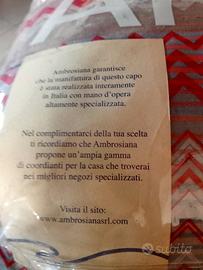 Ambrosiana garantisce
che la manifattura di questo capo
è stata realizzata interamente
in Italia con mano d'opera
altamente specializzata.
Nel complimentarci della tua scelta
ti ricordiamo che Ambrosiana
propone un'ampia gamma
di coordianti per la casa che troverai
nei migliori negozi specializzati.
Visita il sito:
www.ambrosianasrl.com
subito